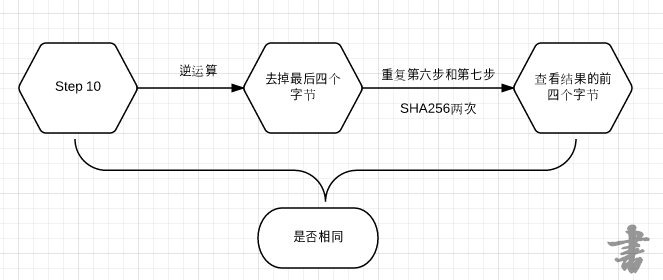 Step 10
逆运算
去掉最后四个
字节
重复第六步和第七步
SHA256两次
查看结果的前
四个字节
是否相同
書